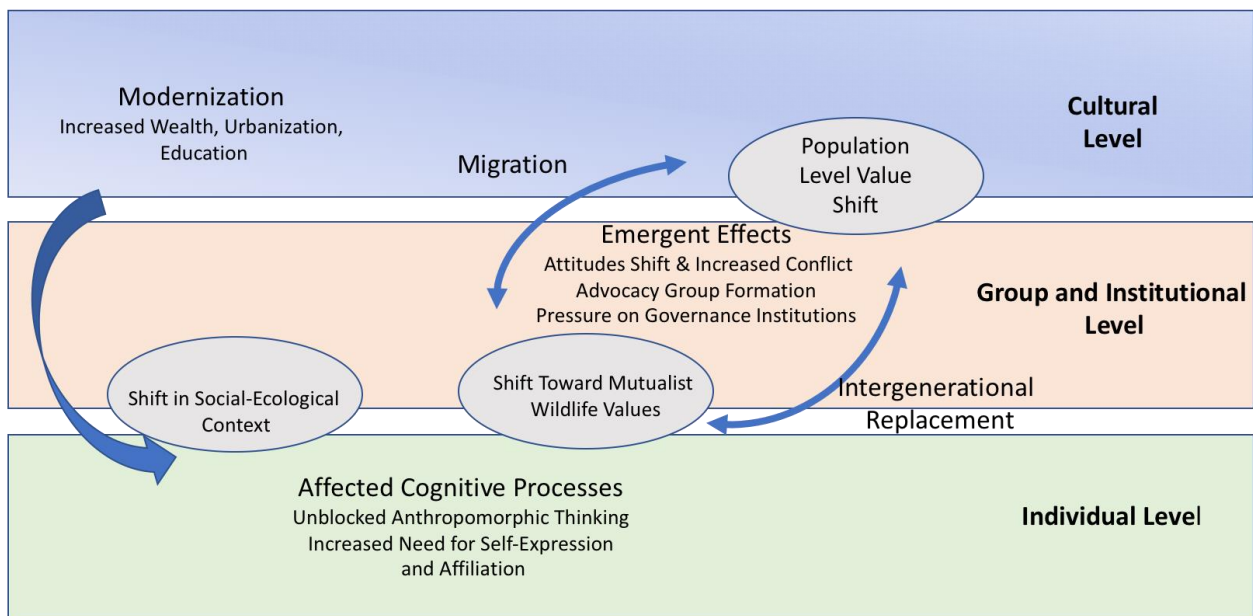 Modernization
Increased Wealth, Urbanization,
Education
Migration
Population
Level Value
Shift
Cultural
Level
Emergent Effects
Attitudes Shift & Increased Conflict
Advocacy Group Formation
Pressure on Governance Institutions
Group and Institutional
Level
Shift in Social-Ecological
Context
Shift Toward Mutualist
Wildlife Values
Intergenerational
Replacement
Affected Cognitive Processes
Unblocked Anthropomorphic Thinking
Increased Need for Self-Expression
and Affiliation
Individual Level